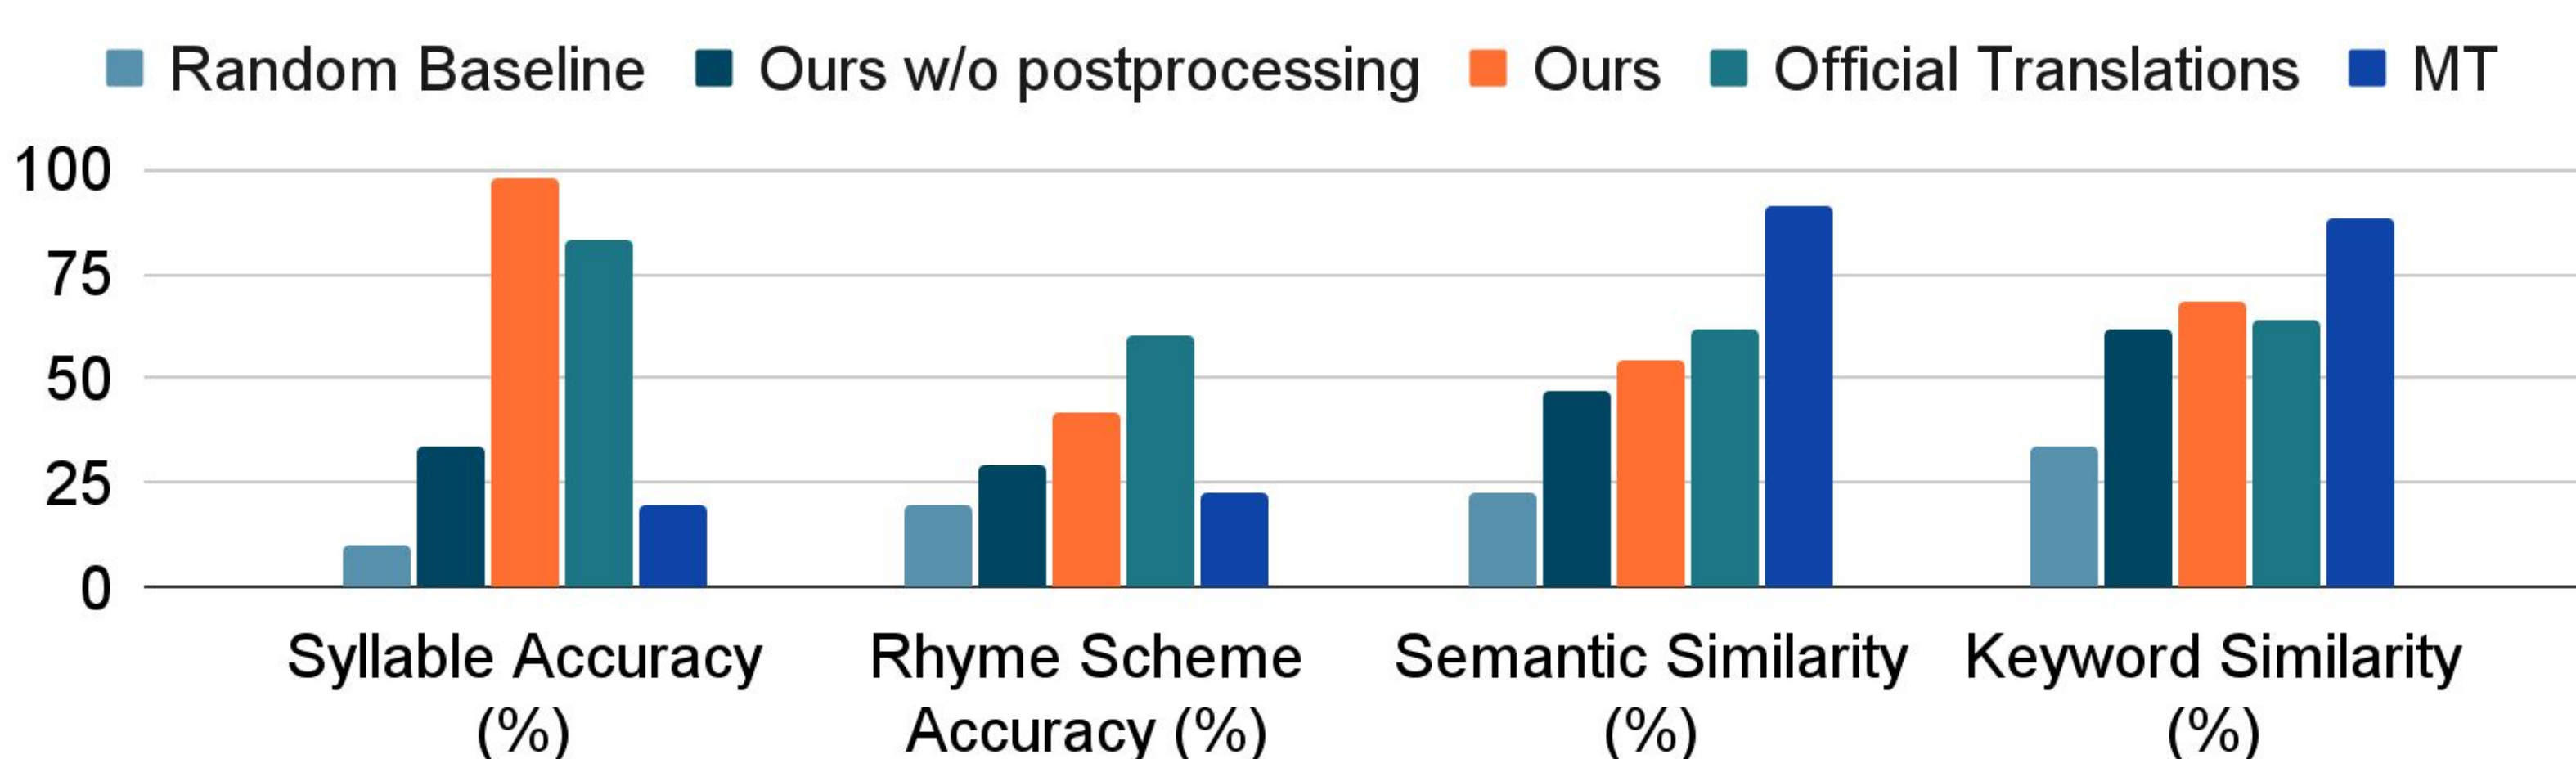 Random Baseline Ours w/o postprocessing Ours Official Translations MT
100
75
50
25
0
Syllable Accuracy (%)
Rhyme Scheme Accuracy (%)
Semantic Similarity (%)
Keyword Similarity (%)